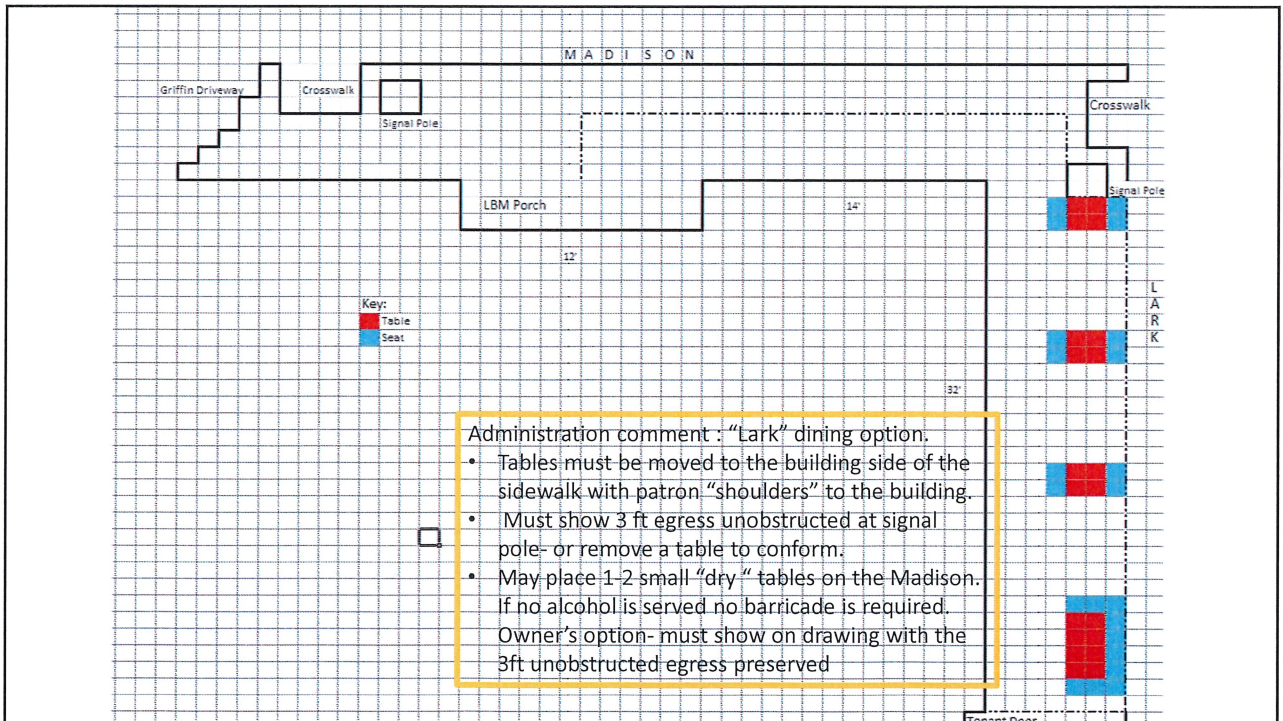 M A D I S O N
Griffin Driveway
Crosswalk
Crosswalk
Signal Pole
Signal Pole
LBM Porch
14'
12'
L
A
R
K
Key:
Table
Seat
32'
Administration comment : “Lark” dining option.
• Tables must be moved to the building side of the
sidewalk with patron “shoulders” to the building.
• Must show 3 ft egress unobstructed at signal
pole- or remove a table to conform.
• May place 1-2 small “dry “ tables on the Madison.
If no alcohol is served no barricade is required.
Owner’s option- must show on drawing with the
3ft unobstructed egress preserved
Tenant Door